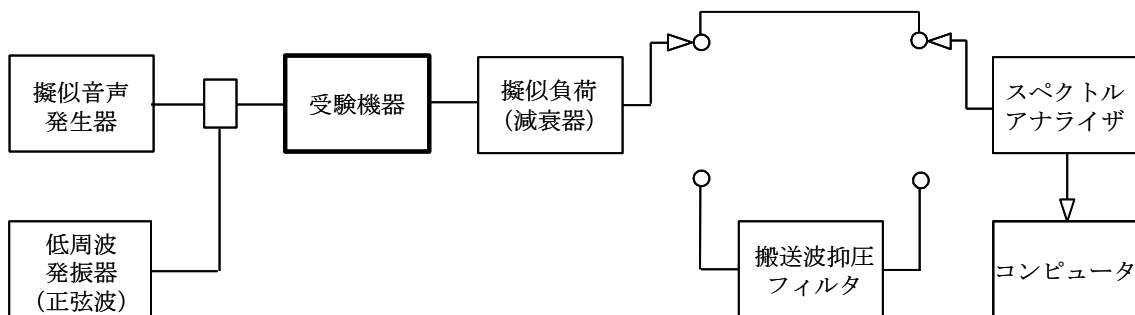 擬似音声
発生器
受験機器
擬似負荷
（減衰器）
スペクトル
アナライザ
低周波
発振器
（正弦波）
搬送波抑圧
フィルタ
コンピュータ